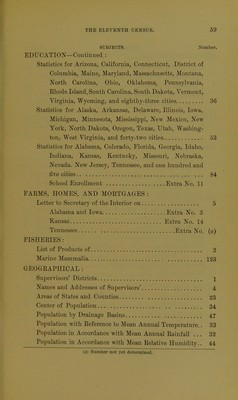 THE ELEVENTH CENSUS. 59
SUBJECTS. Number.
EDUCATION—Continued:
Statistics for Arizona, California, Connecticut, District of
Columbia, Maine, Maryland, Massachusetts, Montana,
North Carolina, Ohio, Oklahoma, Pennsylvania,
Rhode Island, South Carolina, South Dakota, Vermont,
Virginia, Wyoming, and eighthy-three cities.......... 36
Statistics for Alaska, Arkansas, Delaware, Illinois, Iowa,
Michigan, Minnesota, Mississippi, New Mexico, New
York, North Dakota, Oregon, Texas, Utah, Washing-
ton, West Virginia, and forty-two cities.............. 53
Statistics for Alabama, Colorado, Florida, Georgia, Idaho,
Indiana, Kansas, Kentucky, Missouri, Nebraska,
Nevada. New Jersey, Tennessee, and one hundred and
five cities.......... 84
School Enrollment ..........Extra No. 11
FARMS, HOMES, AND MORTGAGES:
Letter to Secretary of the Interior on.......... 5
Alabama and Iowa..........Extra No. 3
Kansas..........Extra No. 14
Tennessee..........Extra No. (a)
FISHERIES:
List of Products of.......... 3
Marine Mammalia.......... 123
GEOGRAPHICAL:
Supervisors' Districts.......... 1
Names and Addresses of Supervisors'.......... 4
Areas of States and Counties.......... 23
Center of Population.......... 34
Population by Drainage Basins.......... 47
Population with Reference to Mean Annual Temperature.. 33
Population in Accordance with Mean Annual Rainfall ... 32
Population in Accordance with Mean Relative Humidity.. 44
(a) Number not yet determined.